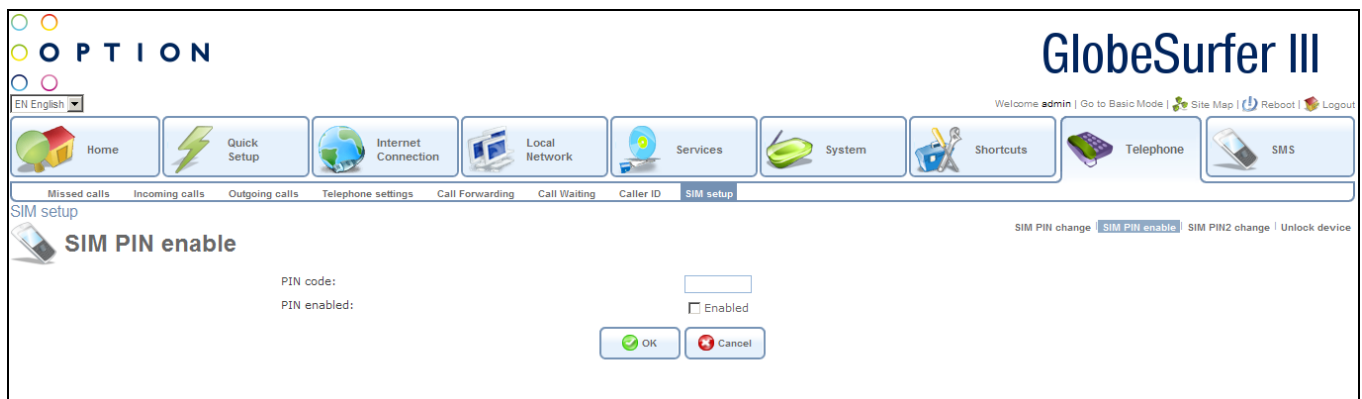 OPTION
GlobeSurfer III
EN English
Welcome admin | Go to Basic Mode | Site Map | Reboot | Logout
Home
Quick Setup
Internet Connection
Local Network
Services
System
Shortcuts
Telephone
SMS
Missed calls Incoming calls Outgoing calls Telephone settings Call Forwarding Call Waiting Caller ID SIM setup
SIM setup
SIM PIN change | SIM PIN enable | SIM PIN2 change | Unlock device
SIM PIN enable
PIN code:
PIN enabled: Enabled
OK Cancel